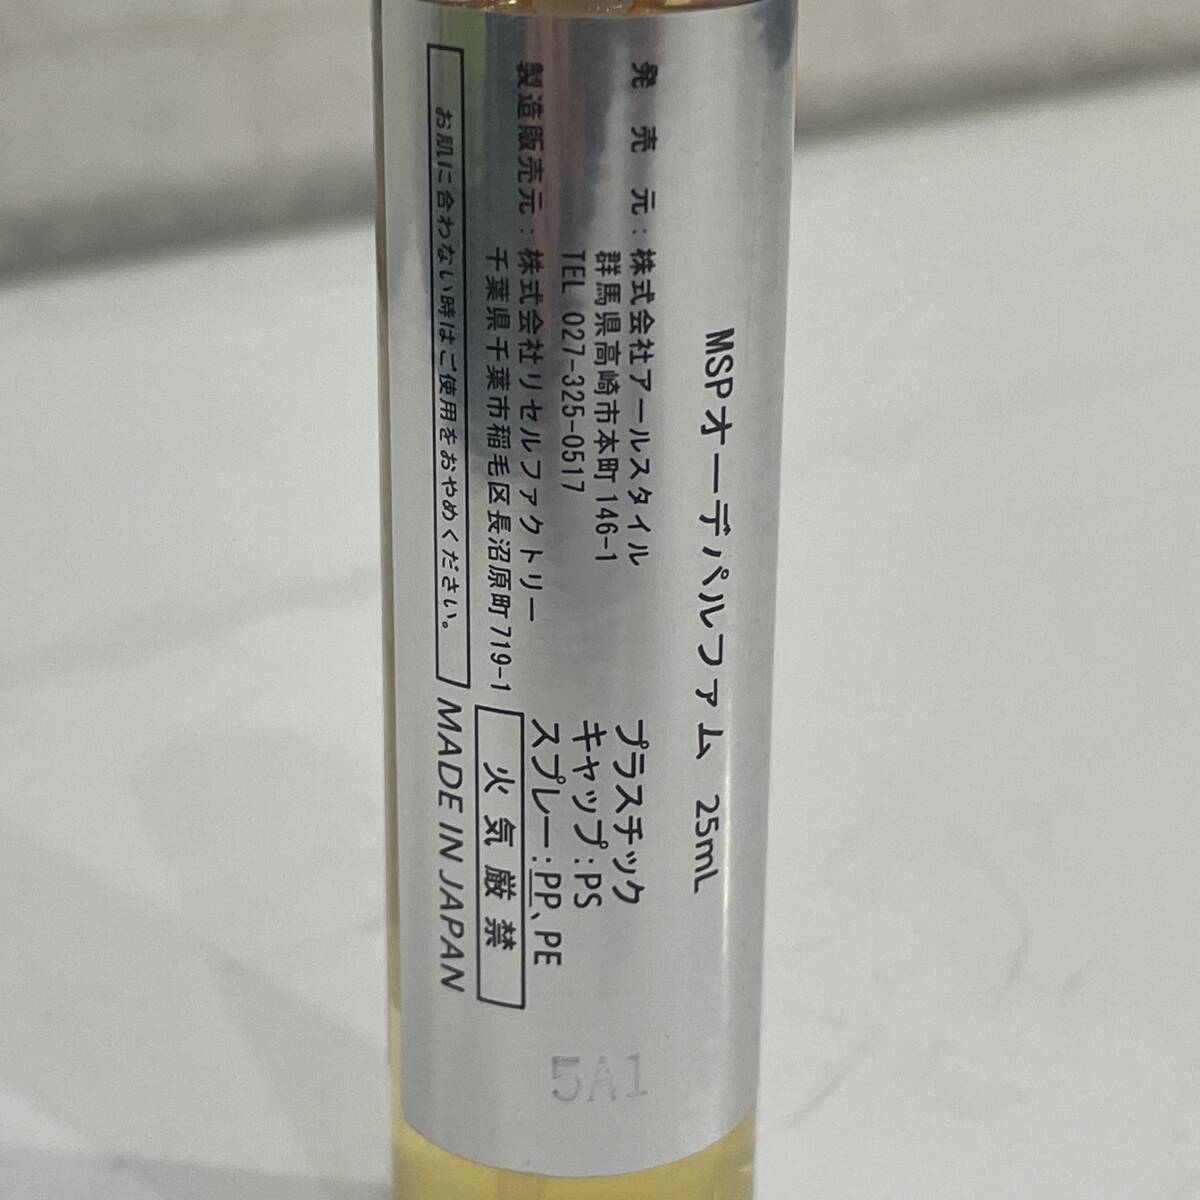 MSPオーデパルファム 25mL
発売元:株式会社アールスタイル
群馬県高崎市本町146-1
TEL 027-325-0517
製造販売元:株式会社リセルファクトリー
千葉県千葉市稲毛区長沼原町719-1
お肌に合わない時はご使用をおやめください。
プラスチック
キャップ:PS
スプレー:PP、PE
火気厳禁
MADE IN JAPAN
5A1